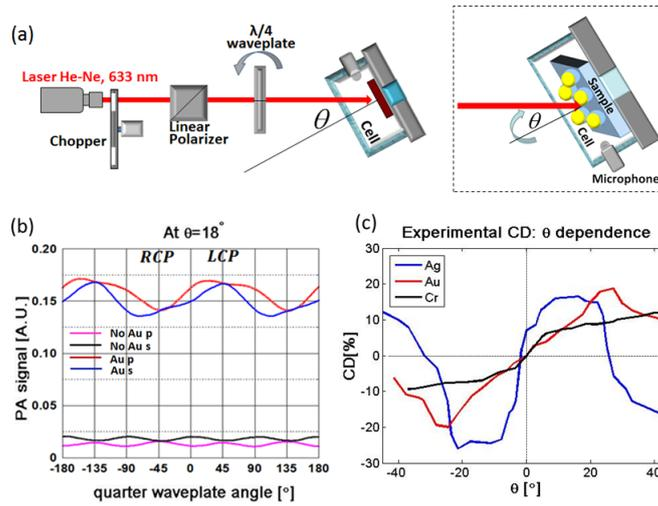 (a)
λ/4
waveplate
Laser He-Ne, 633 nm
Chopper
Linear
Polarizer
θ
Cell
θ
Sample
Cell
Microphone
(b)
At θ=18°
RCP LCP
PA signal [A.U.]
0.20
0.15
0.10
0.05
0
No Au p
No Au s
Au p
Au s
-180 -135 -90 -45 0 45 90 135 180
quarter waveplate angle [°]
(c)
Experimental CD: θ dependence
CD[%]
30
20
10
0
-10
-20
-30
Ag
Au
Cr
-40 -20 0 20 40
θ [°]